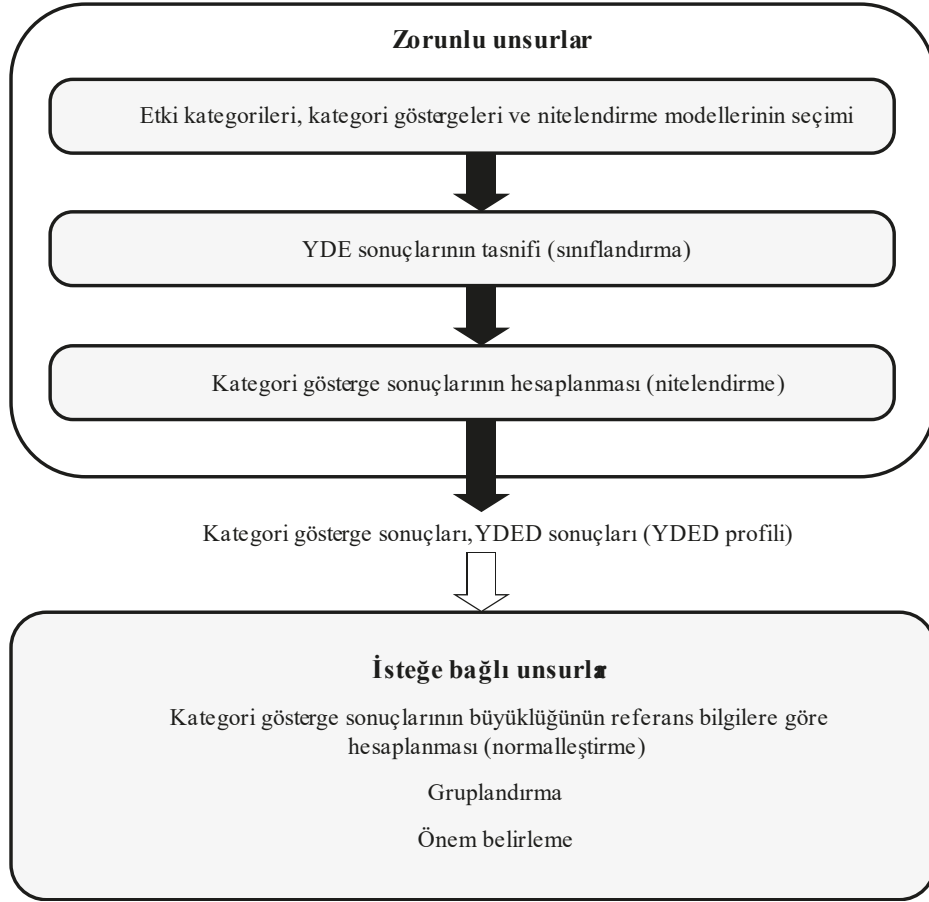 Zorunlu unsurlar
Etki kategorileri, kategori göstergeleri ve nitelendirme modellerinin seçimi
YDE sonuçlarının tasnifi (sınıflandırma)
Kategori gösterge sonuçlarının hesaplanması (nitelendirme)
Kategori gösterge sonuçları,YDED sonuçları (YDED profili)
İsteğe bağlı unsurlar
Kategori gösterge sonuçlarının büyüklüğünün referans bilgilere göre
hesaplanması (normalleştirme)
Gruplandırma
Önem belirleme